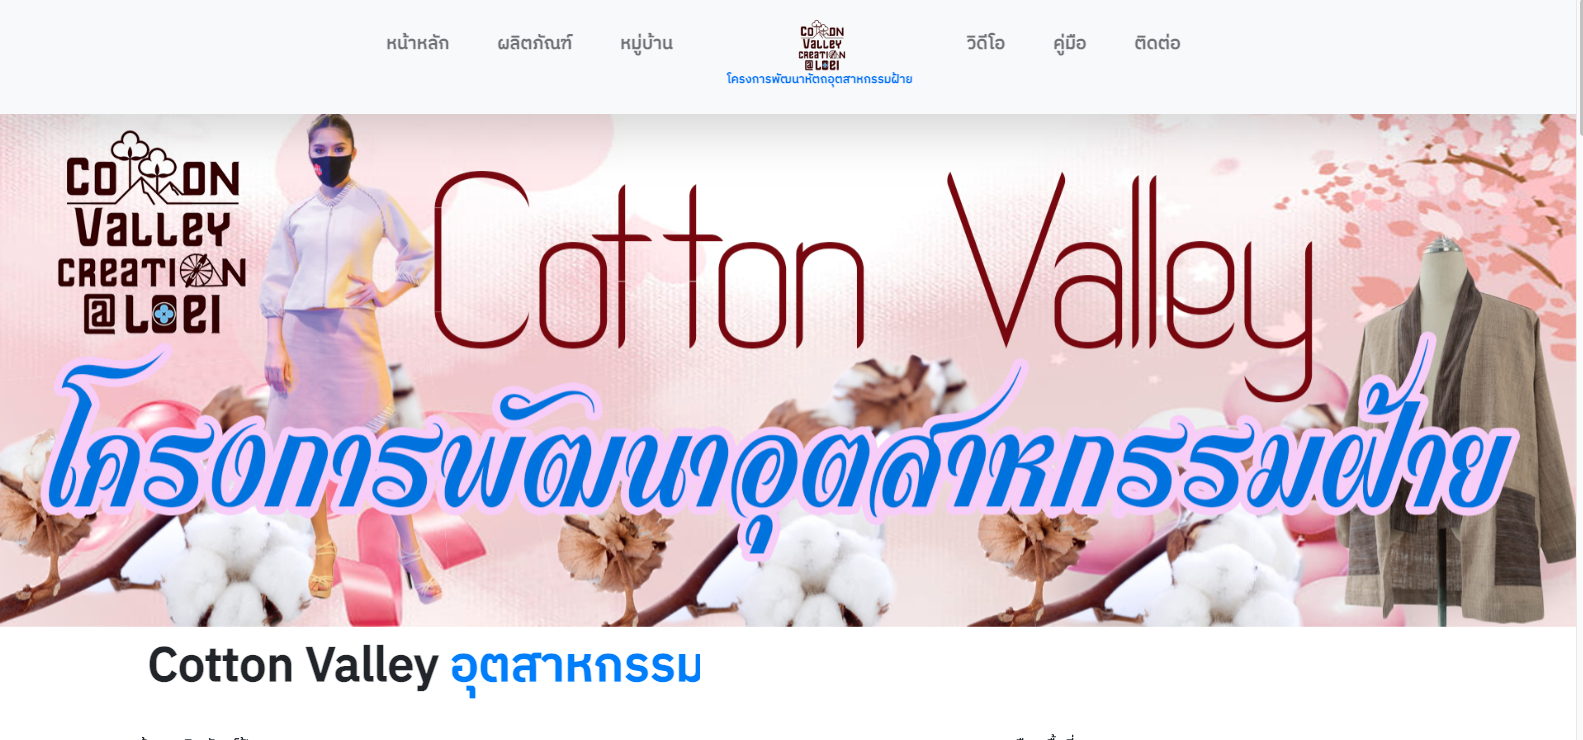 หน้าหลัก ผลิตภัณฑ์ หมู่บ้าน
COTTON
VALLEY
CREATION
@LOEI
โครงการพัฒนาหัตถอุตสาหกรรมฝ้าย
วิดีโอ คู่มือ ติดต่อ
COTTON
VALLEY
CREATION
@LOEI
Cotton Valley
โครงการพัฒนาอุตสาหกรรมฝ้าย
Cotton Valley อุตสาหกรรม